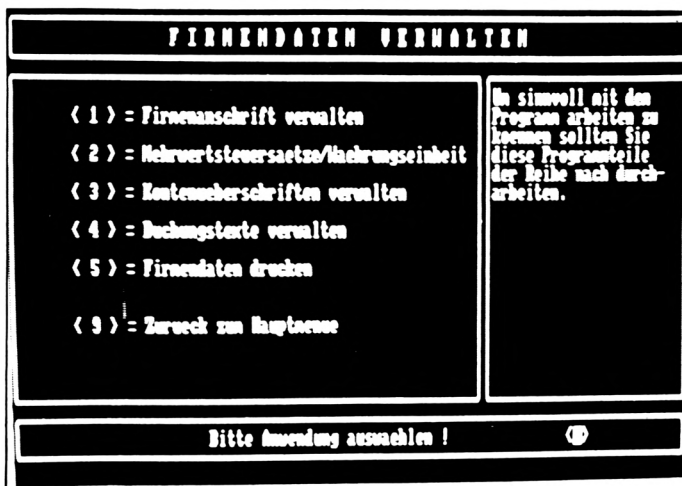 FIRMENDATEN VERWALTEN
< 1 > = Firmenanschrift verwalten
< 2 > = Mehrwertsteuersaetze/Waehrungseinheit
< 3 > = Kontenueberschriften verwalten
< 4 > = Buchungstexte verwalten
< 5 > = Firmendaten drucken
< 9 > = Zurueck zum Hauptmenue
Um sinnvoll mit dem
Programm arbeiten zu
koennen sollten Sie
diese Programmteile
der Reihe nach durch-
arbeiten.
Bitte Anwendung auswaehlen !